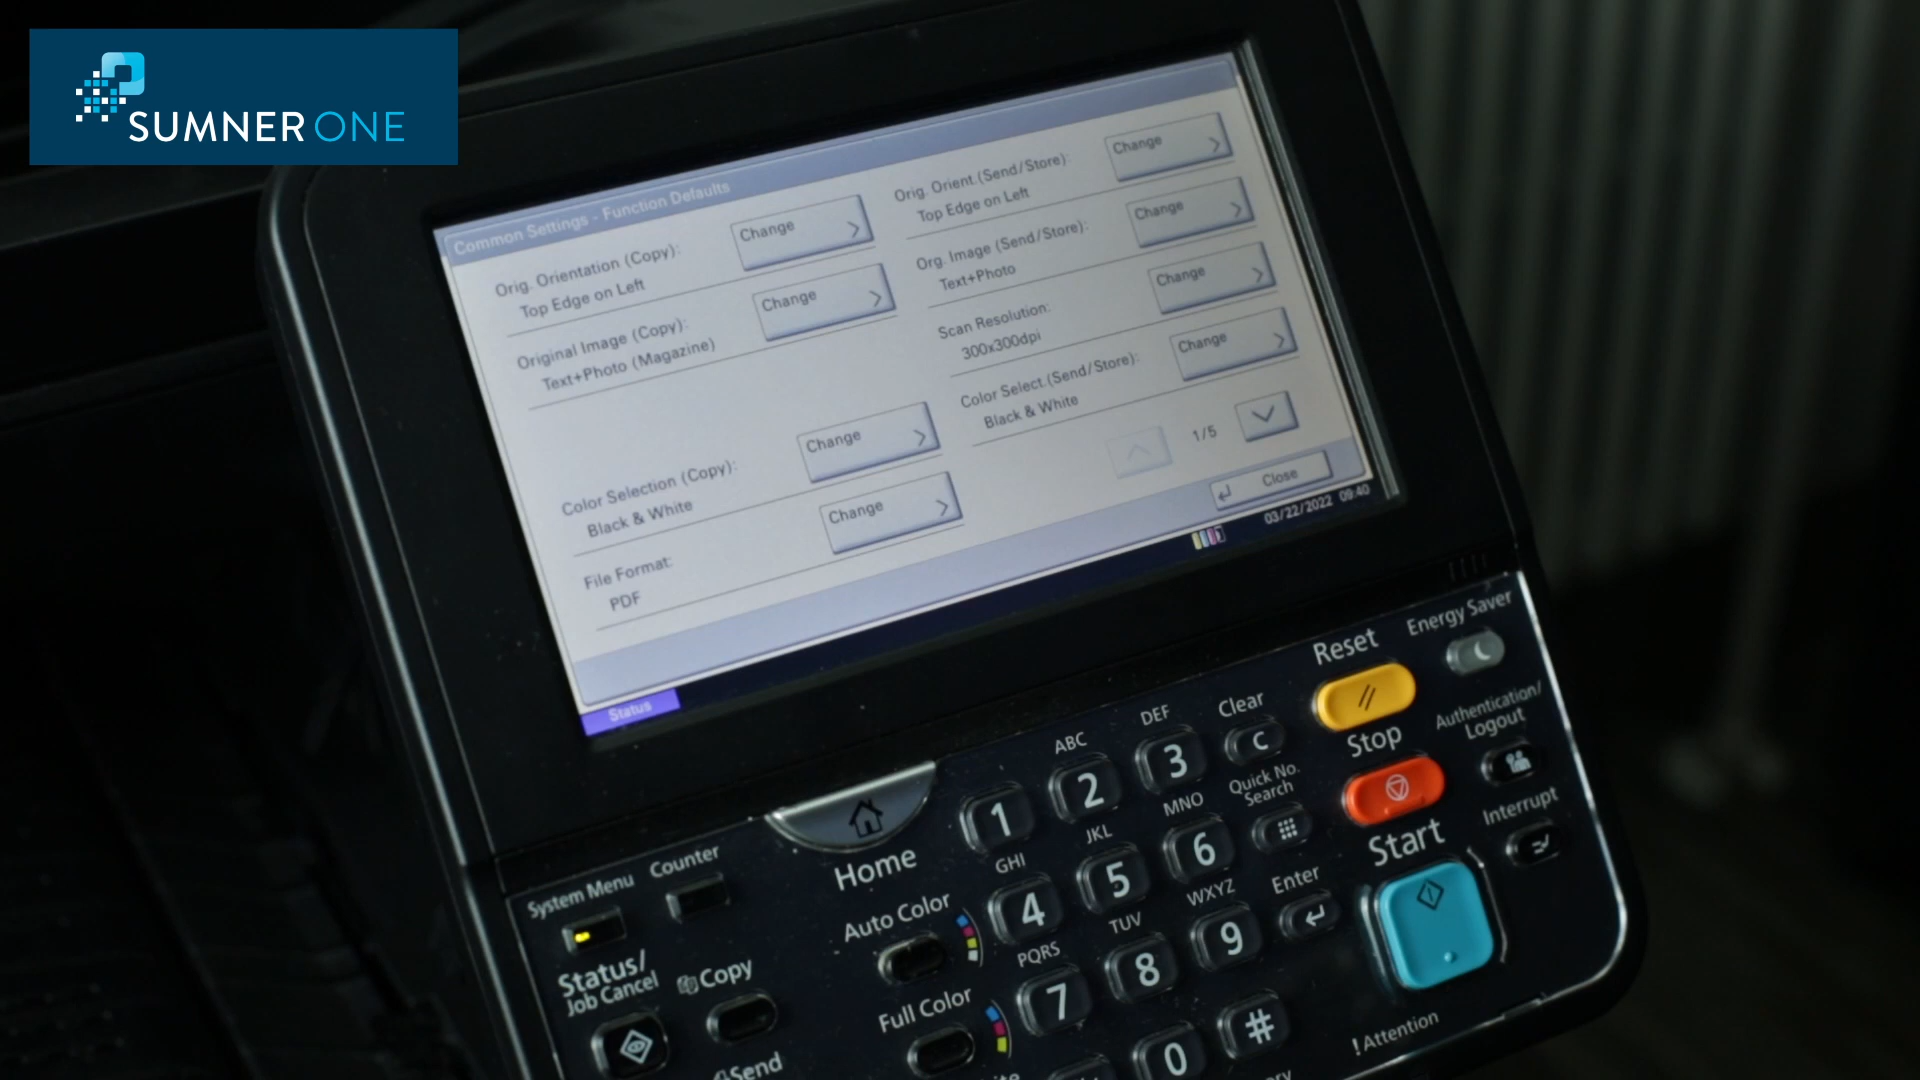 SUMNERONE
Common Settings - Function Defaults
Orig. Orientation (Copy):
Top Edge on Left
Change
Original Image (Copy):
Text+Photo (Magazine)
Change
Color Selection (Copy):
Black & White
Change
File Format:
PDF
Change
Orig. Orient.(Send/Store):
Top Edge on Left
Change
Org. Image (Send/Store):
Text+Photo
Change
Scan Resolution:
300x300dpi
Change
Color Select.(Send/Store):
Black & White
Change
1/5
Close
Status
03/22/2022 09:40
System Menu
Counter
Home
Status/
Job Cancel
Copy
Send
Auto Color
Full Color
1
ABC
2
DEF
3
Clear
C
GHI
4
JKL
5
MNO
6
Quick No.
Search
PQRS
7
TUV
8
WXYZ
9
Enter
0
#
Reset
Stop
Start
Energy Saver
Authentication/
Logout
Interrupt
!Attention